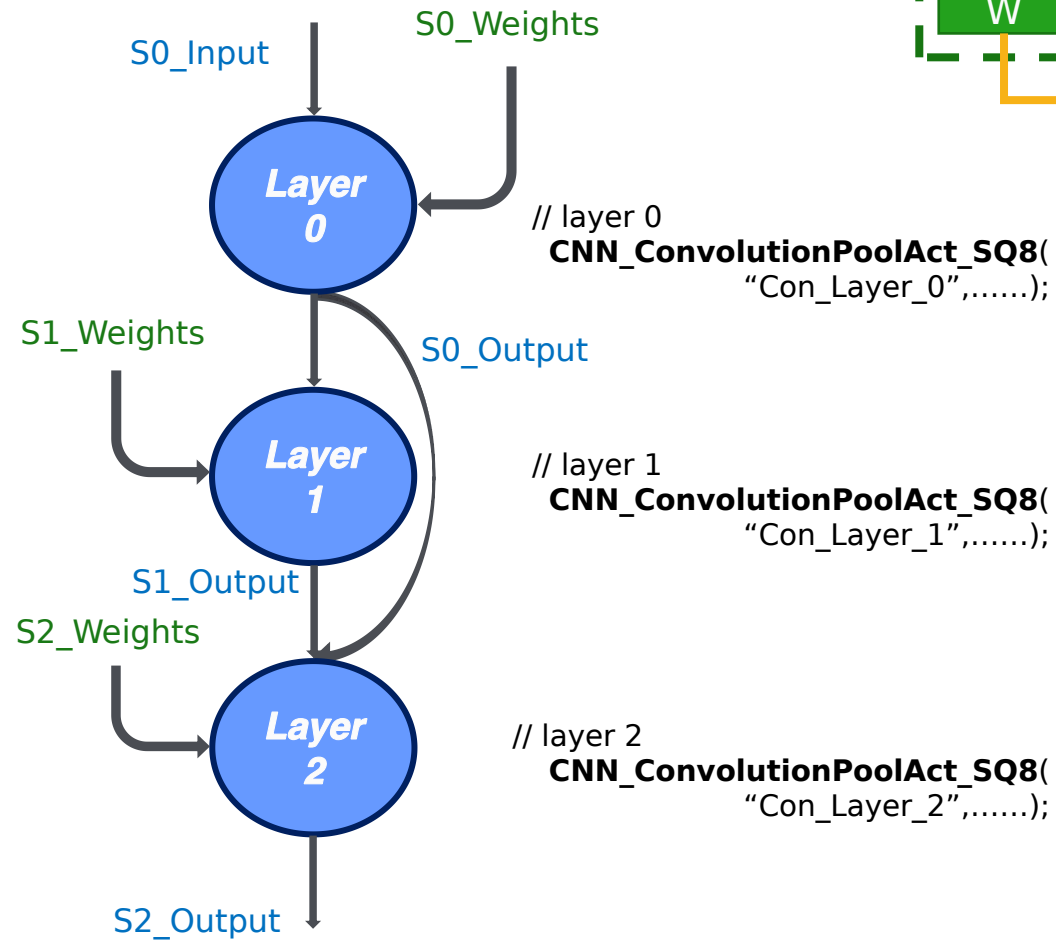 S0_Weights
W
S0_Input
Layer
0
// layer 0
CNN_ConvolutionPoolAct_SQ8(
“Con_Layer_0”,......);
S1_Weights
S0_Output
Layer
1
// layer 1
CNN_ConvolutionPoolAct_SQ8(
“Con_Layer_1”,......);
S1_Output
S2_Weights
Layer
2
// layer 2
CNN_ConvolutionPoolAct_SQ8(
“Con_Layer_2”,......);
S2_Output